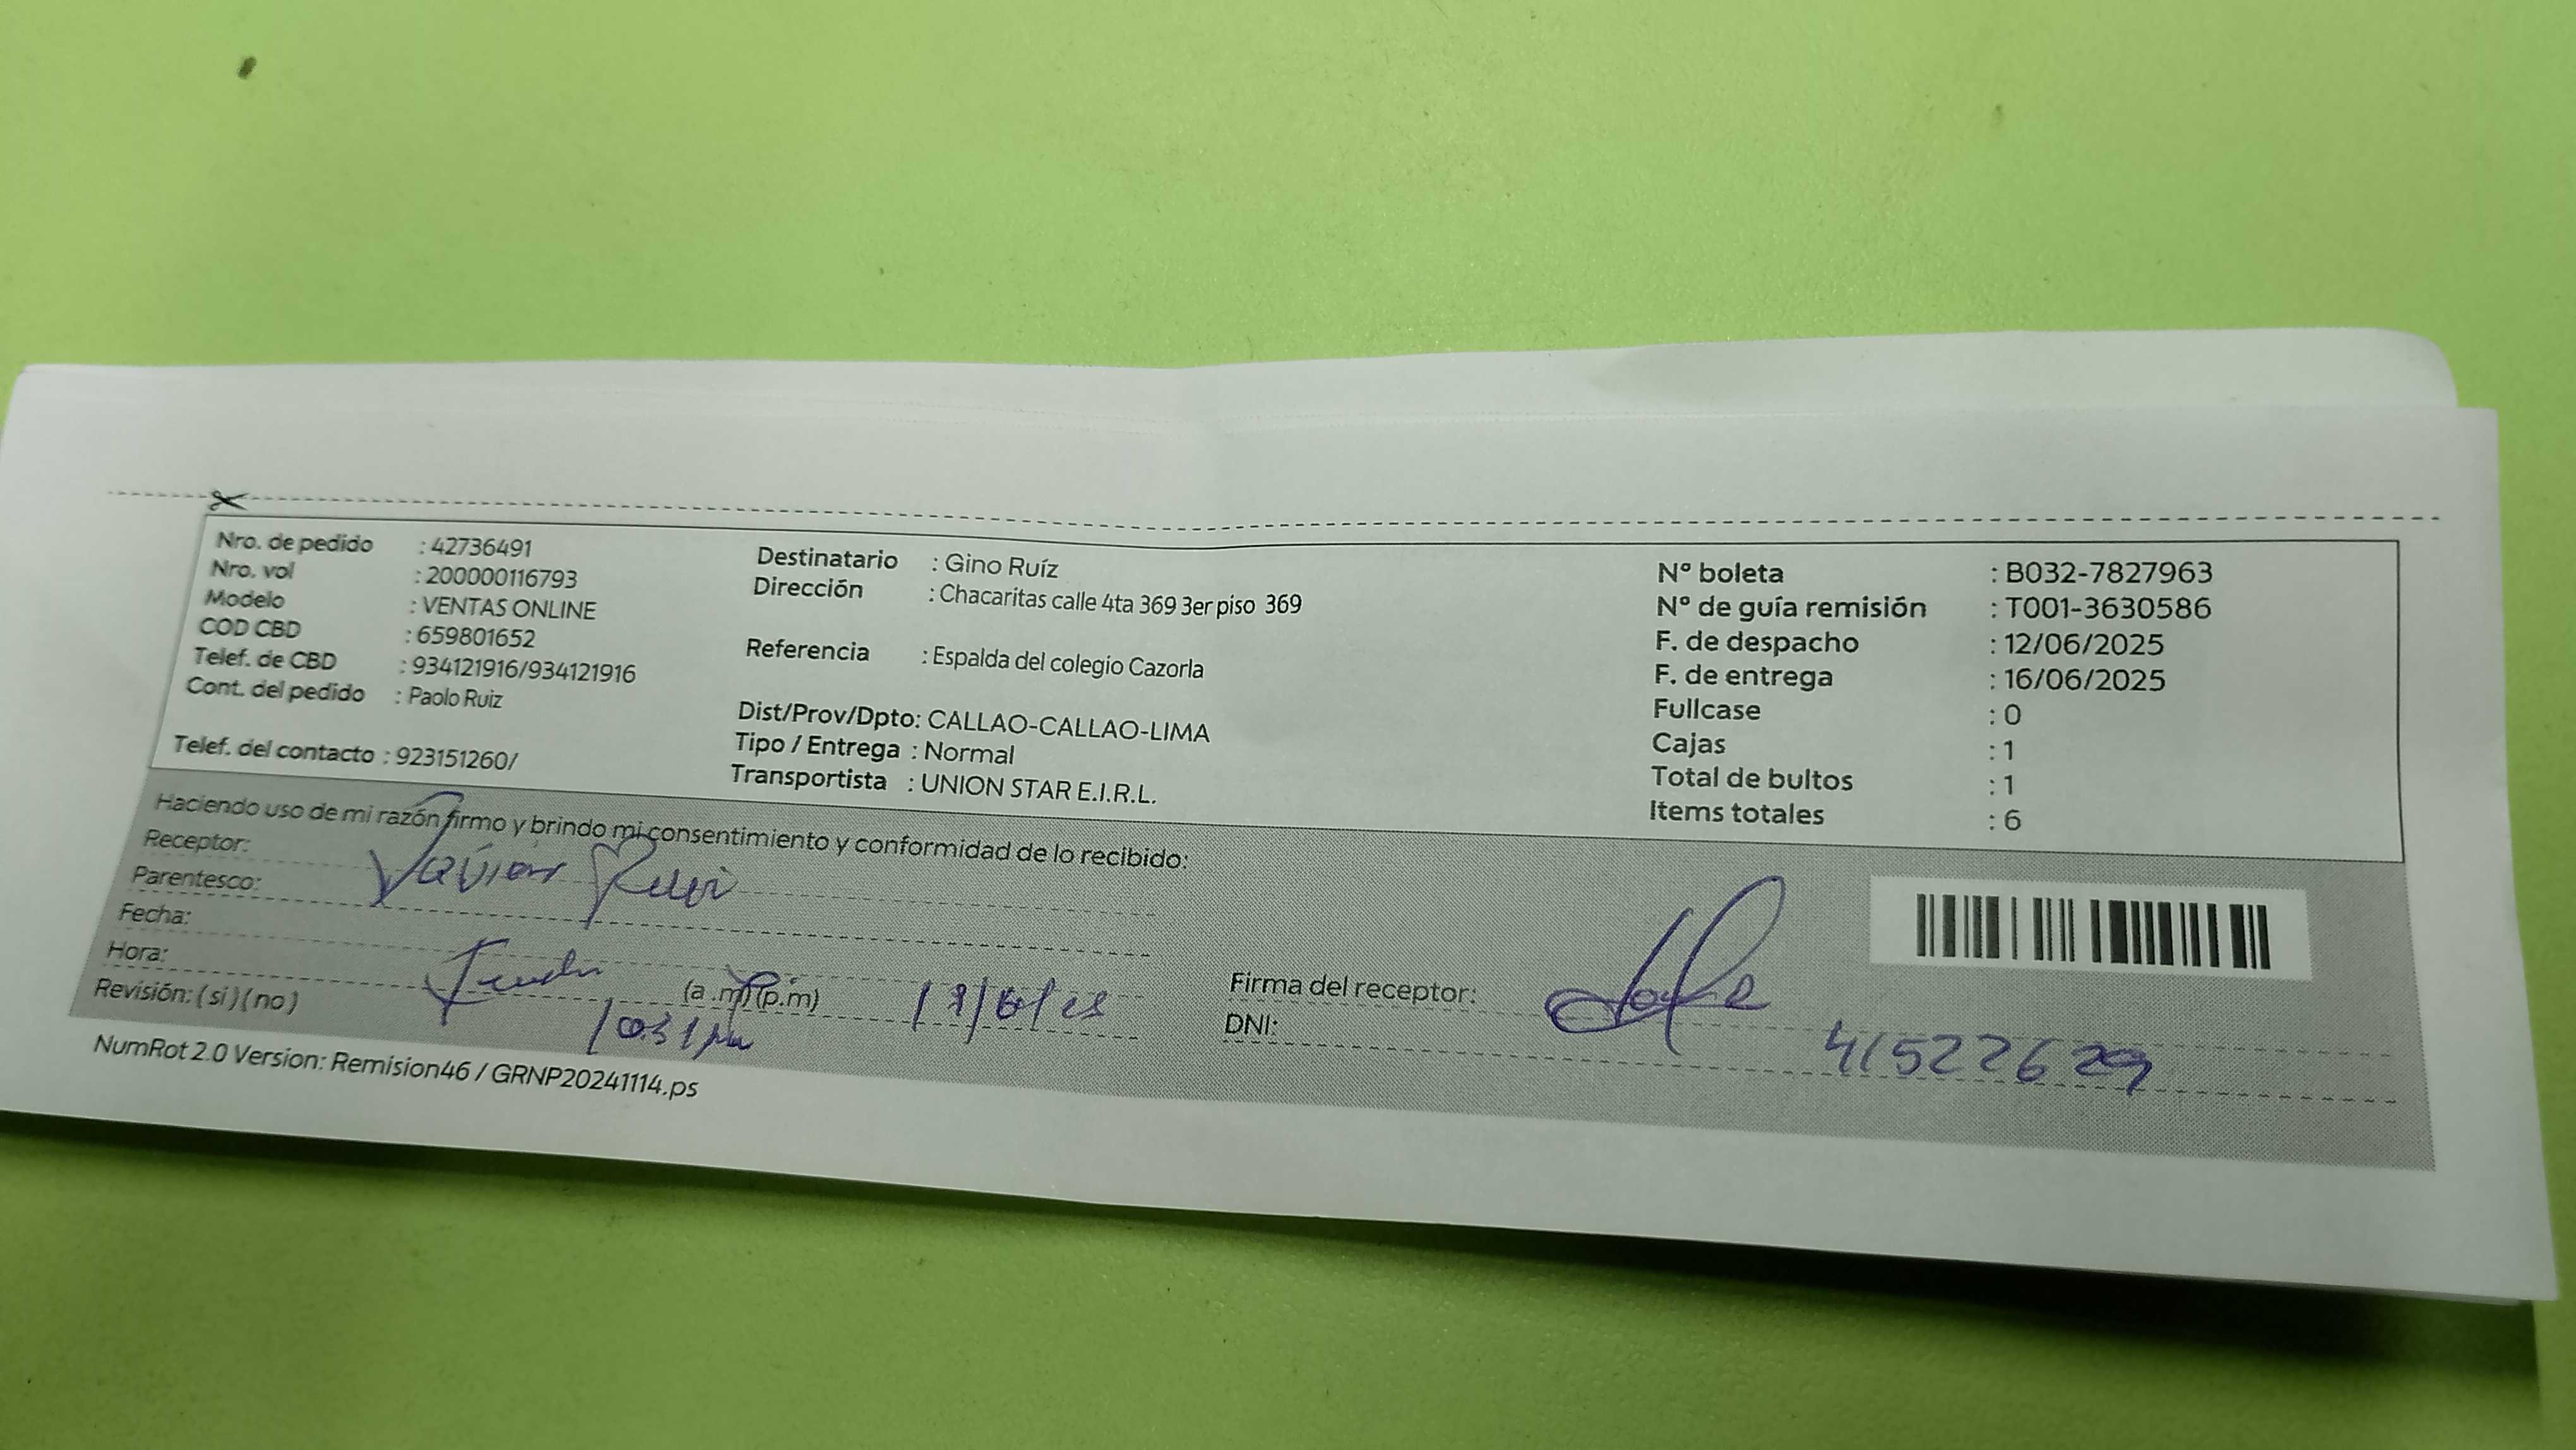 Nro. de pedido : 42736491
Nro. vol : 200000116793
Modelo : VENTAS ONLINE
COD CBD : 659801652
Telef. de CBD : 934121916/934121916
Cont. del pedido : Paolo Ruiz
Telef. del contacto : 923151260/
Destinatario : Gino Ruíz
Dirección : Chacaritas calle 4ta 369 3er piso 369
Referencia : Espalda del colegio Cazorla
Dist/Prov/Dpto: CALLAO-CALLAO-LIMA
Tipo / Entrega : Normal
Transportista : UNION STAR E.I.R.L.
Nº boleta : B032-7827963
Nº de guía remisión : T001-3630586
F. de despacho : 12/06/2025
F. de entrega : 16/06/2025
Fullcase : 0
Cajas : 1
Total de bultos : 1
Items totales : 6
Haciendo uso de mi razón firmo y brindo mi consentimiento y conformidad de lo recibido:
Receptor:
Parentesco:
Fecha:
Hora: (a .m)(p.m)
Revisión: ( si ) ( no )
Firma del receptor:
DNI:
NumRot 2.0 Version: Remision46 / GRNP20241114.ps